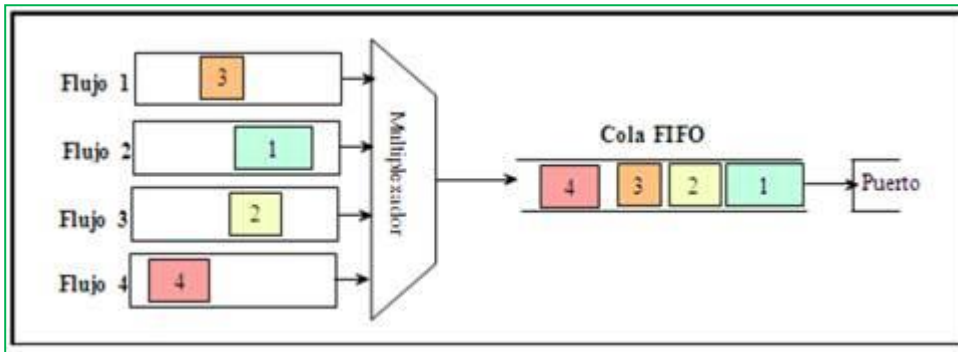 Flujo 1
3
Flujo 2
1
Flujo 3
2
Flujo 4
4
Multiplexador
Cola FIFO
4 3 2 1
Puerto